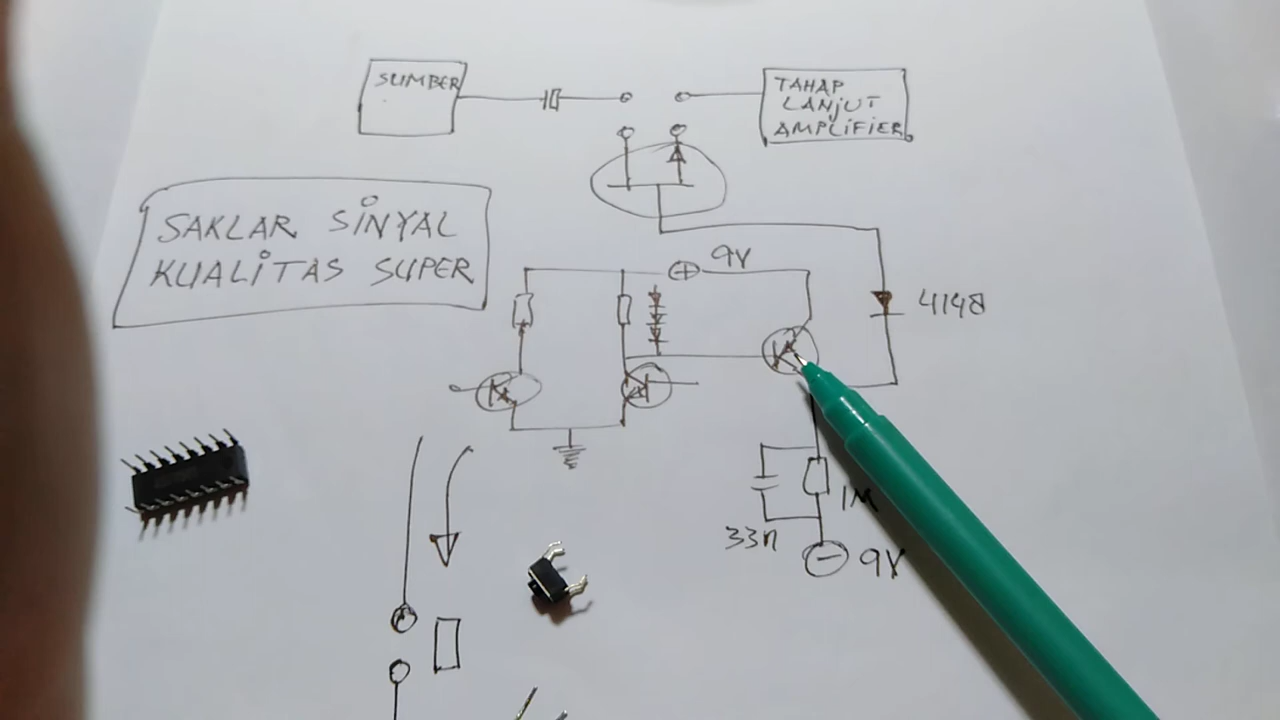 SUMBER
TAHAP
LANJUT
AMPLIFIER
SAKLAR SINYAL
KUALITAS SUPER
9V
4148
1M
33n
9V